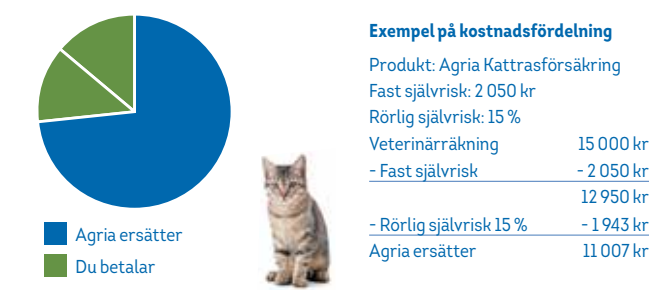 Exempel på kostnadsfördelning
Produkt: Agria Kattrasförsäkring
Fast självrisk: 2 050 kr
Rörlig självrisk: 15 %
Veterinärräkning 15 000 kr
- Fast självrisk - 2 050 kr
12 950 kr
- Rörlig självrisk 15 % - 1 943 kr
Agria ersätter 11 007 kr
Agria ersätter
Du betalar